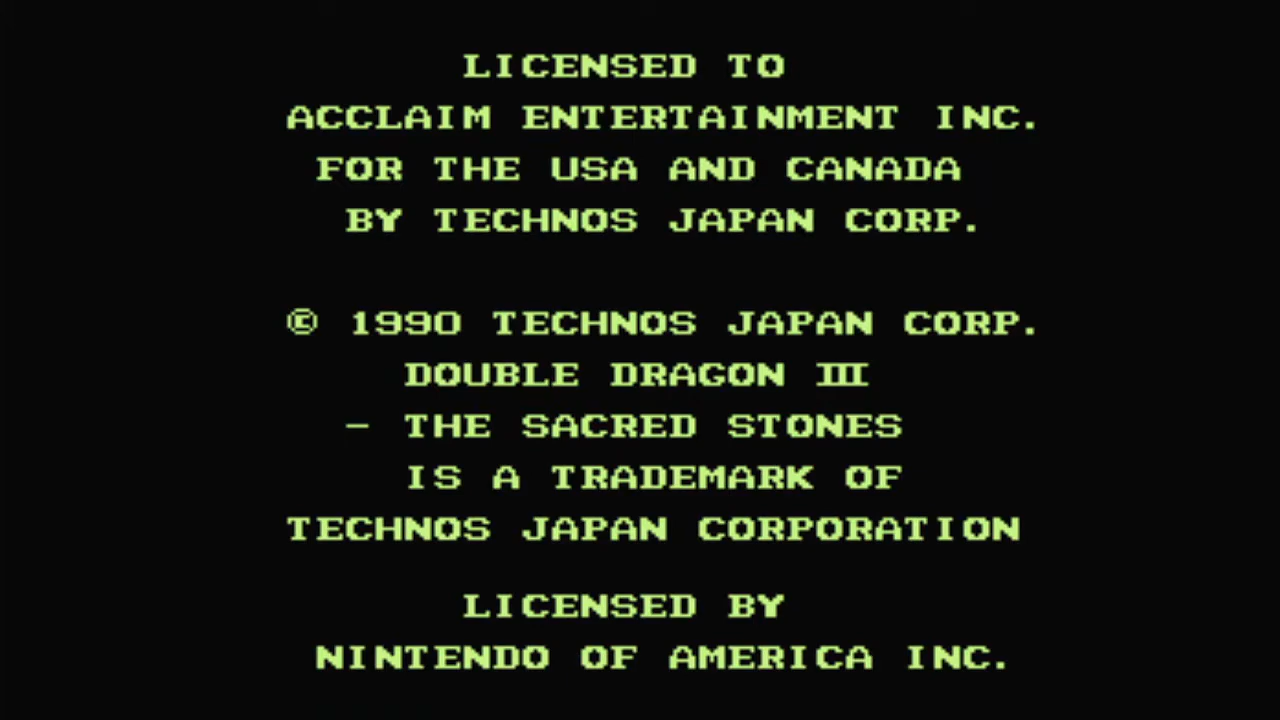 LICENSED TO
ACCLAIM ENTERTAINMENT INC.
FOR THE USA AND CANADA
BY TECHNOS JAPAN CORP.
© 1990 TECHNOS JAPAN CORP.
DOUBLE DRAGON III
- THE SACRED STONES
IS A TRADEMARK OF
TECHNOS JAPAN CORPORATION
LICENSED BY
NINTENDO OF AMERICA INC.